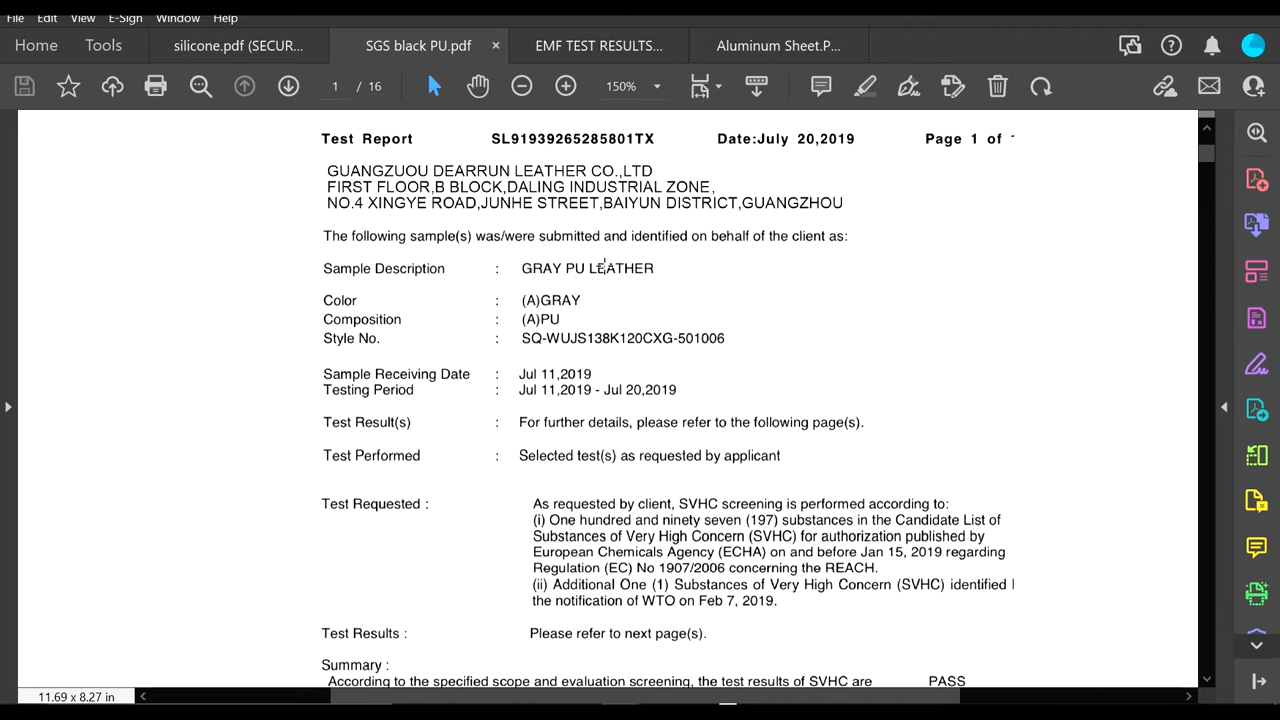 File Edit View E-Sign Window Help
Home Tools silicone.pdf (SECUR... SGS black PU.pdf × EMF TEST RESULTS... Aluminum Sheet.P...
1 / 16 150%
Test Report SL91939265285801TX Date:July 20,2019 Page 1 of
GUANGZUOU DEARRUN LEATHER CO.,LTD
FIRST FLOOR,B BLOCK,DALING INDUSTRIAL ZONE,
NO.4 XINGYE ROAD,JUNHE STREET,BAIYUN DISTRICT,GUANGZHOU
The following sample(s) was/were submitted and identified on behalf of the client as:
Sample Description : GRAY PU LEATHER
Color : (A)GRAY
Composition : (A)PU
Style No. : SQ-WUJS138K120CXG-501006
Sample Receiving Date : Jul 11,2019
Testing Period : Jul 11,2019 - Jul 20,2019
Test Result(s) : For further details, please refer to the following page(s).
Test Performed : Selected test(s) as requested by applicant
Test Requested : As requested by client, SVHC screening is performed according to:
(i) One hundred and ninety seven (197) substances in the Candidate List of
Substances of Very High Concern (SVHC) for authorization published by
European Chemicals Agency (ECHA) on and before Jan 15, 2019 regarding
Regulation (EC) No 1907/2006 concerning the REACH.
(ii) Additional One (1) Substances of Very High Concern (SVHC) identified
the notification of WTO on Feb 7, 2019.
Test Results : Please refer to next page(s).
Summary :
According to the specified scope and evaluation screening, the test results of SVHC are PASS
11.69 x 8.27 in